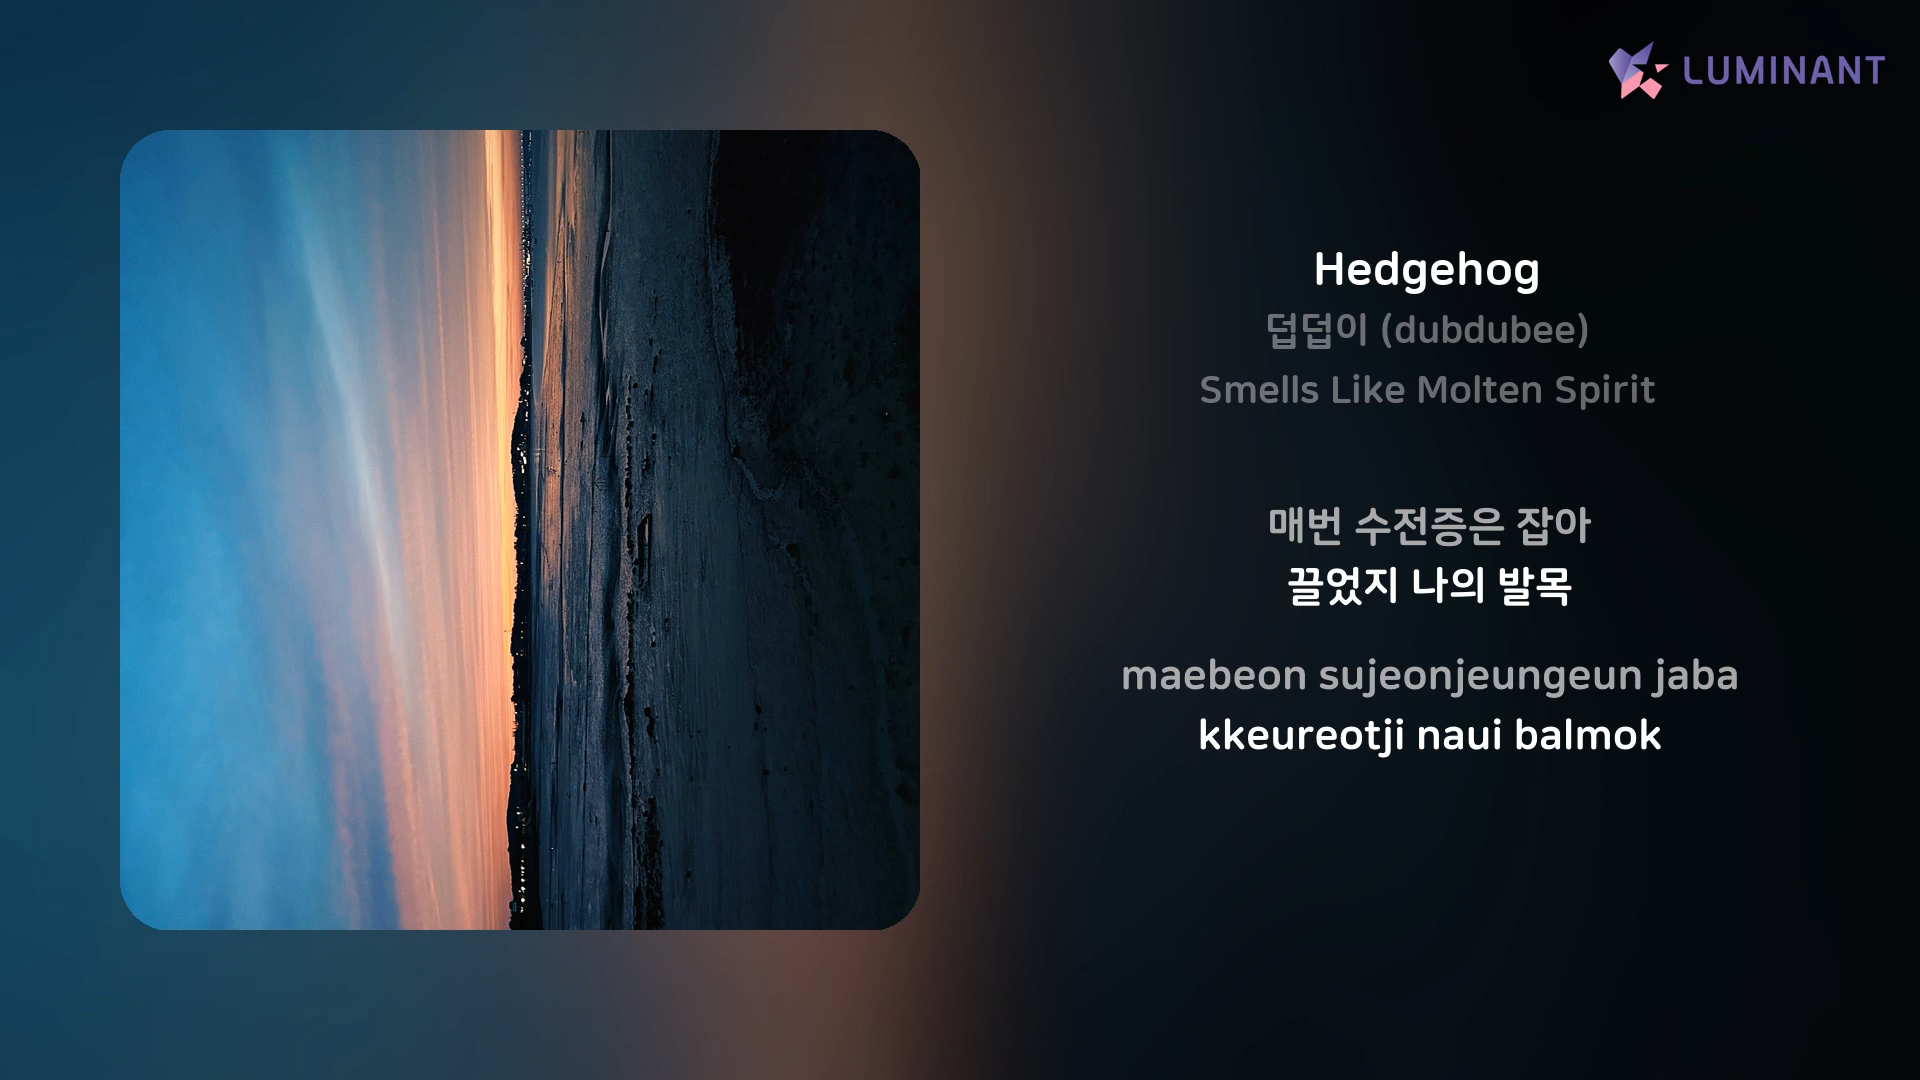 LUMINANT
Hedgehog
덥덥이 (dubdubee)
Smells Like Molten Spirit
매번 수전증은 잡아
끌었지 나의 발목
maebeon sujeonjeungeun jaba
kkeureotji naui balmok